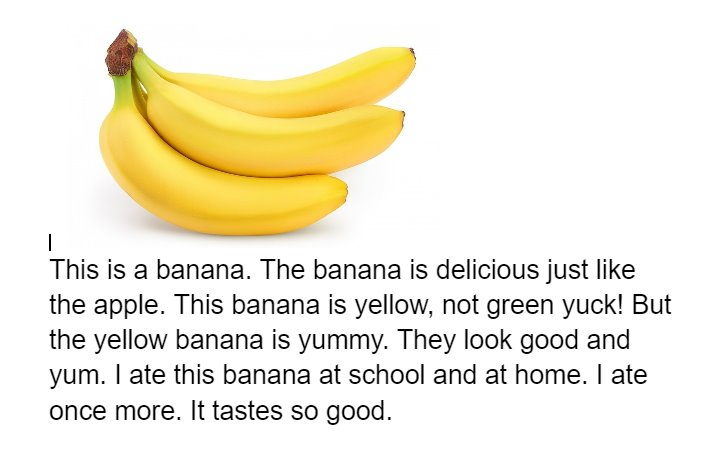 This is a banana. The banana is delicious just like
the apple. This banana is yellow, not green yuck! But
the yellow banana is yummy. They look good and
yum. I ate this banana at school and at home. I ate
once more. It tastes so good.